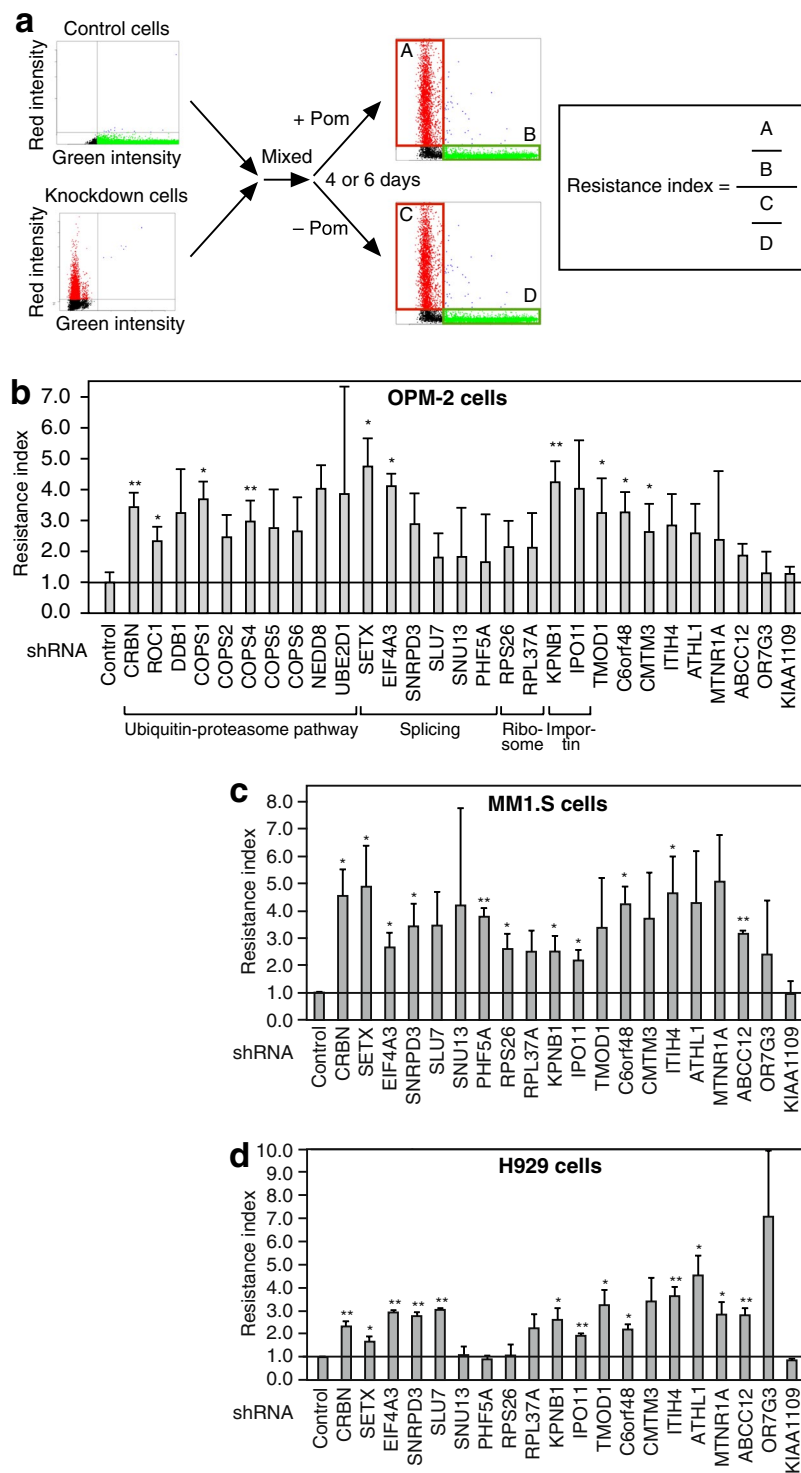 a
Control cells
Red intensity
Green intensity
Knockdown cells
Red intensity
Green intensity
Mixed
+ Pom
4 or 6 days
– Pom
A
B
C
D
Resistance index =
A
B
C
D
b
OPM-2 cells
Resistance index
7.0
6.0
5.0
4.0
3.0
2.0
1.0
0.0
** * * ** * * ** * * *
shRNA
Control CRBN ROC1 DDB1 COPS1 COPS2 COPS4 COPS5 COPS6 NEDD8 UBE2D1 SETX EIF4A3 SNRPD3 SLU7 SNU13 PHF5A RPS26 RPL37A KPNB1 IPO11 TMOD1 C6orf48 CMTM3 ITIH4 ATHL1 MTNR1A ABCC12 OR7G3 KIAA1109
Ubiquitin-proteasome pathway Splicing Ribo- Impor-
some tin
c
MM1.S cells
Resistance index
8.0
7.0
6.0
5.0
4.0
3.0
2.0
1.0
0.0
* * * * ** * * * * * **
shRNA
Control CRBN SETX EIF4A3 SNRPD3 SLU7 SNU13 PHF5A RPS26 RPL37A KPNB1 IPO11 TMOD1 C6orf48 CMTM3 ITIH4 ATHL1 MTNR1A ABCC12 OR7G3 KIAA1109
d
H929 cells
Resistance index
10.0
9.0
8.0
7.0
6.0
5.0
4.0
3.0
2.0
1.0
0.0
** * ** ** ** * ** * * ** * * **
shRNA
Control CRBN SETX EIF4A3 SNRPD3 SLU7 SNU13 PHF5A RPS26 RPL37A KPNB1 IPO11 TMOD1 C6orf48 CMTM3 ITIH4 ATHL1 MTNR1A ABCC12 OR7G3 KIAA1109